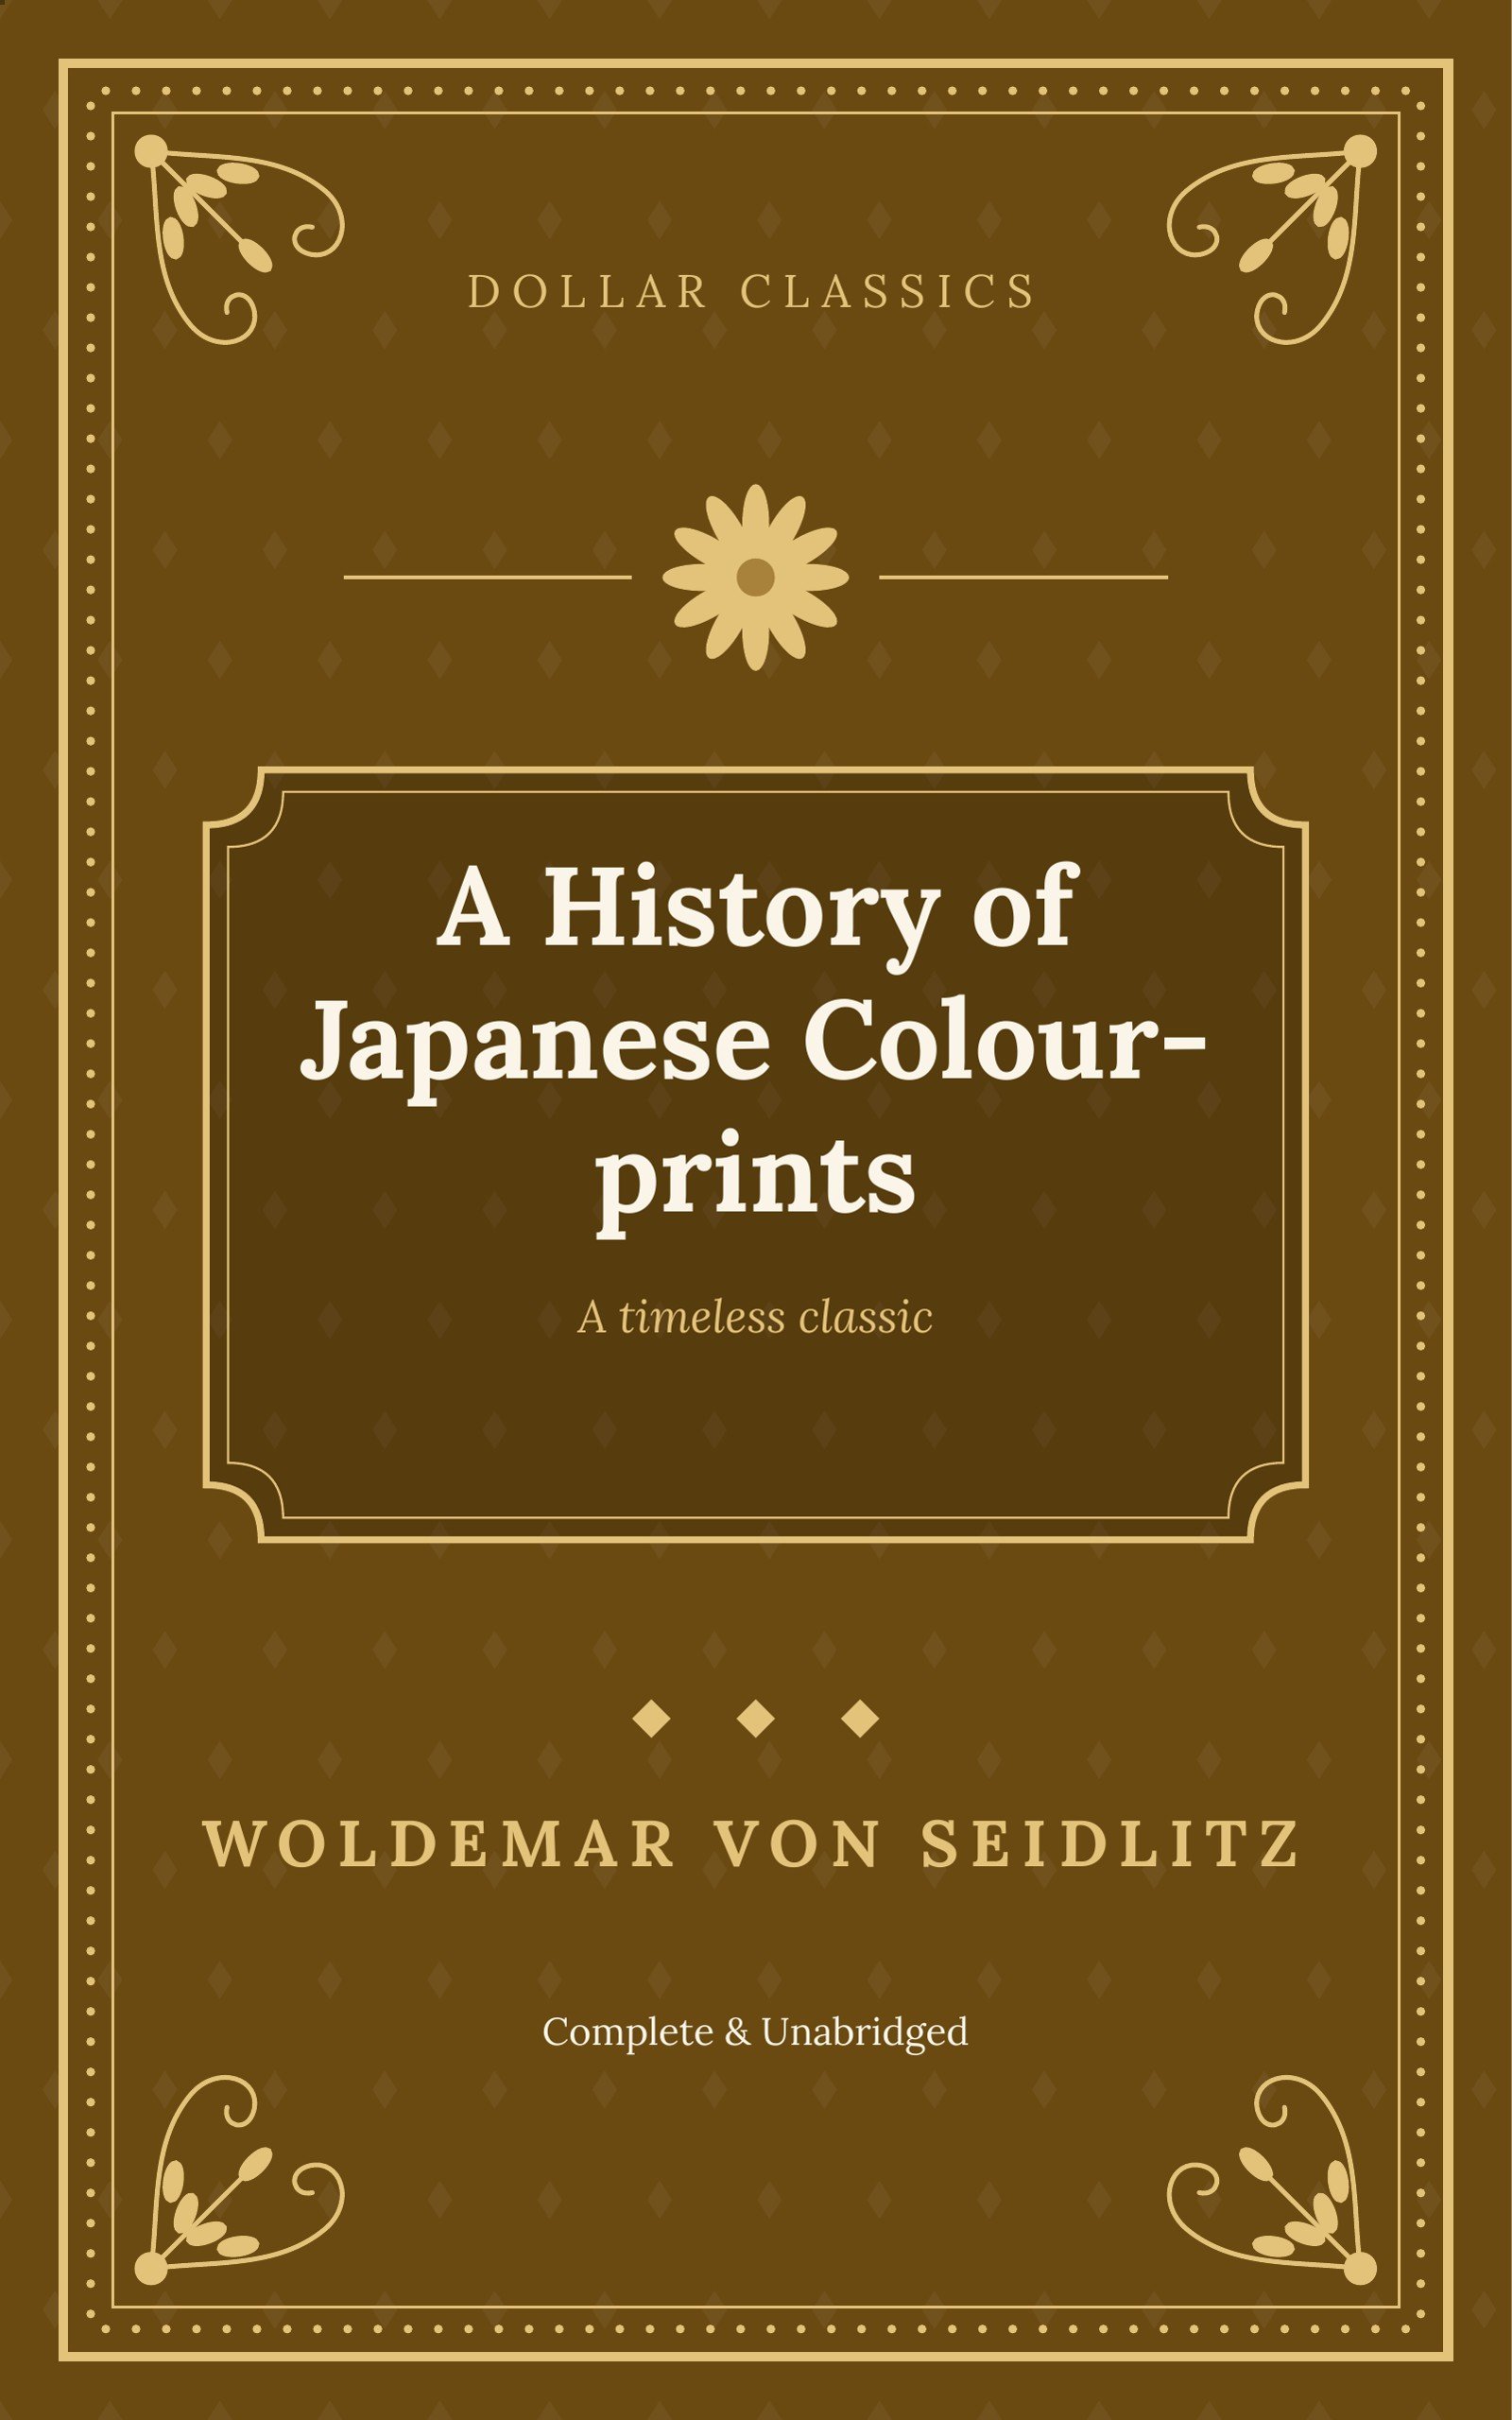 DOLLAR CLASSICS
A History of
Japanese Colour-
prints
A timeless classic
WOLDEMAR VON SEIDLITZ
Complete & Unabridged